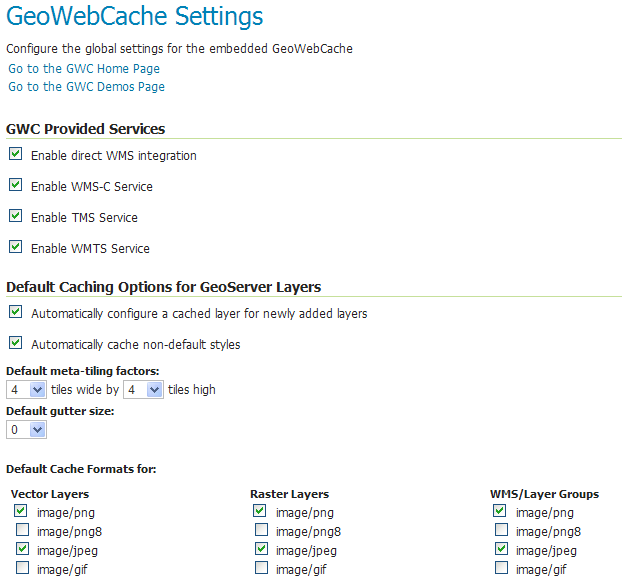 GeoWebCache Settings
Configure the global settings for the embedded GeoWebCache
Go to the GWC Home Page
Go to the GWC Demos Page
GWC Provided Services
Enable direct WMS integration
Enable WMS-C Service
Enable TMS Service
Enable WMTS Service
Default Caching Options for GeoServer Layers
Automatically configure a cached layer for newly added layers
Automatically cache non-default styles
Default meta-tiling factors:
4 tiles wide by 4 tiles high
Default gutter size:
0
Default Cache Formats for:
Vector Layers Raster Layers WMS/Layer Groups
image/png image/png image/png
image/png8 image/png8 image/png8
image/jpeg image/jpeg image/jpeg
image/gif image/gif image/gif